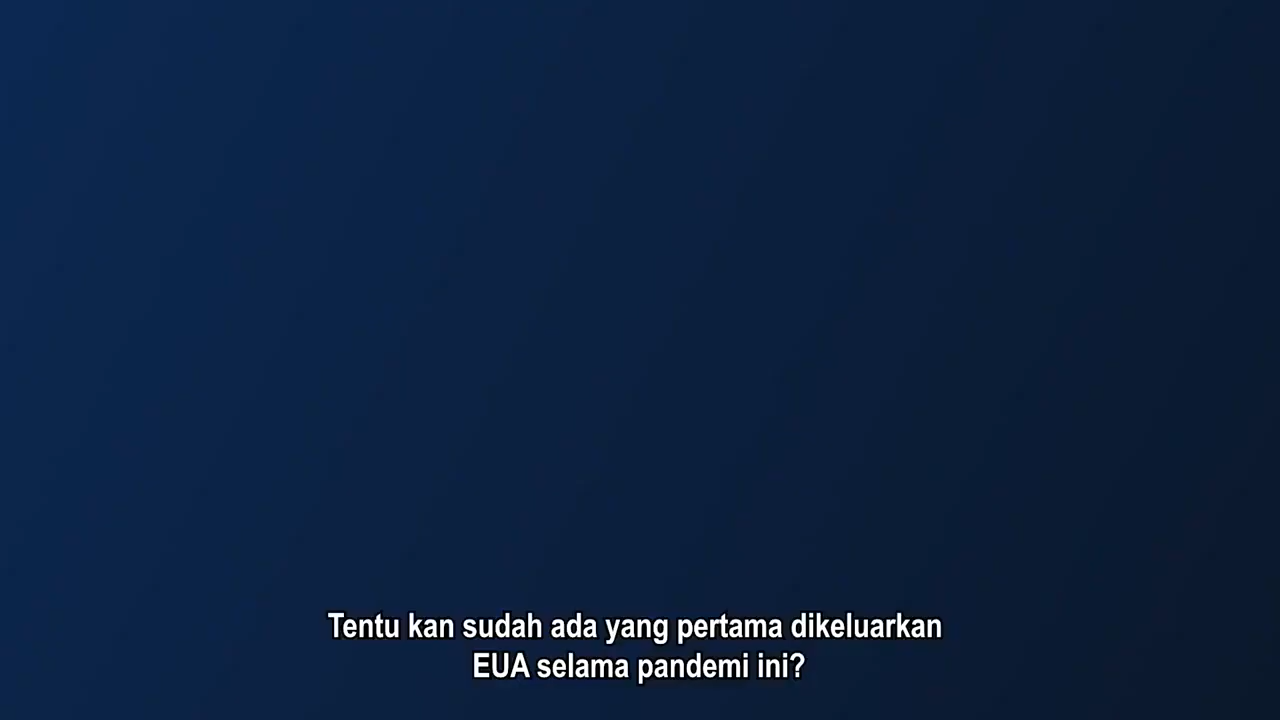 Tentu kan sudah ada yang pertama dikeluarkan
EUA selama pandemi ini?